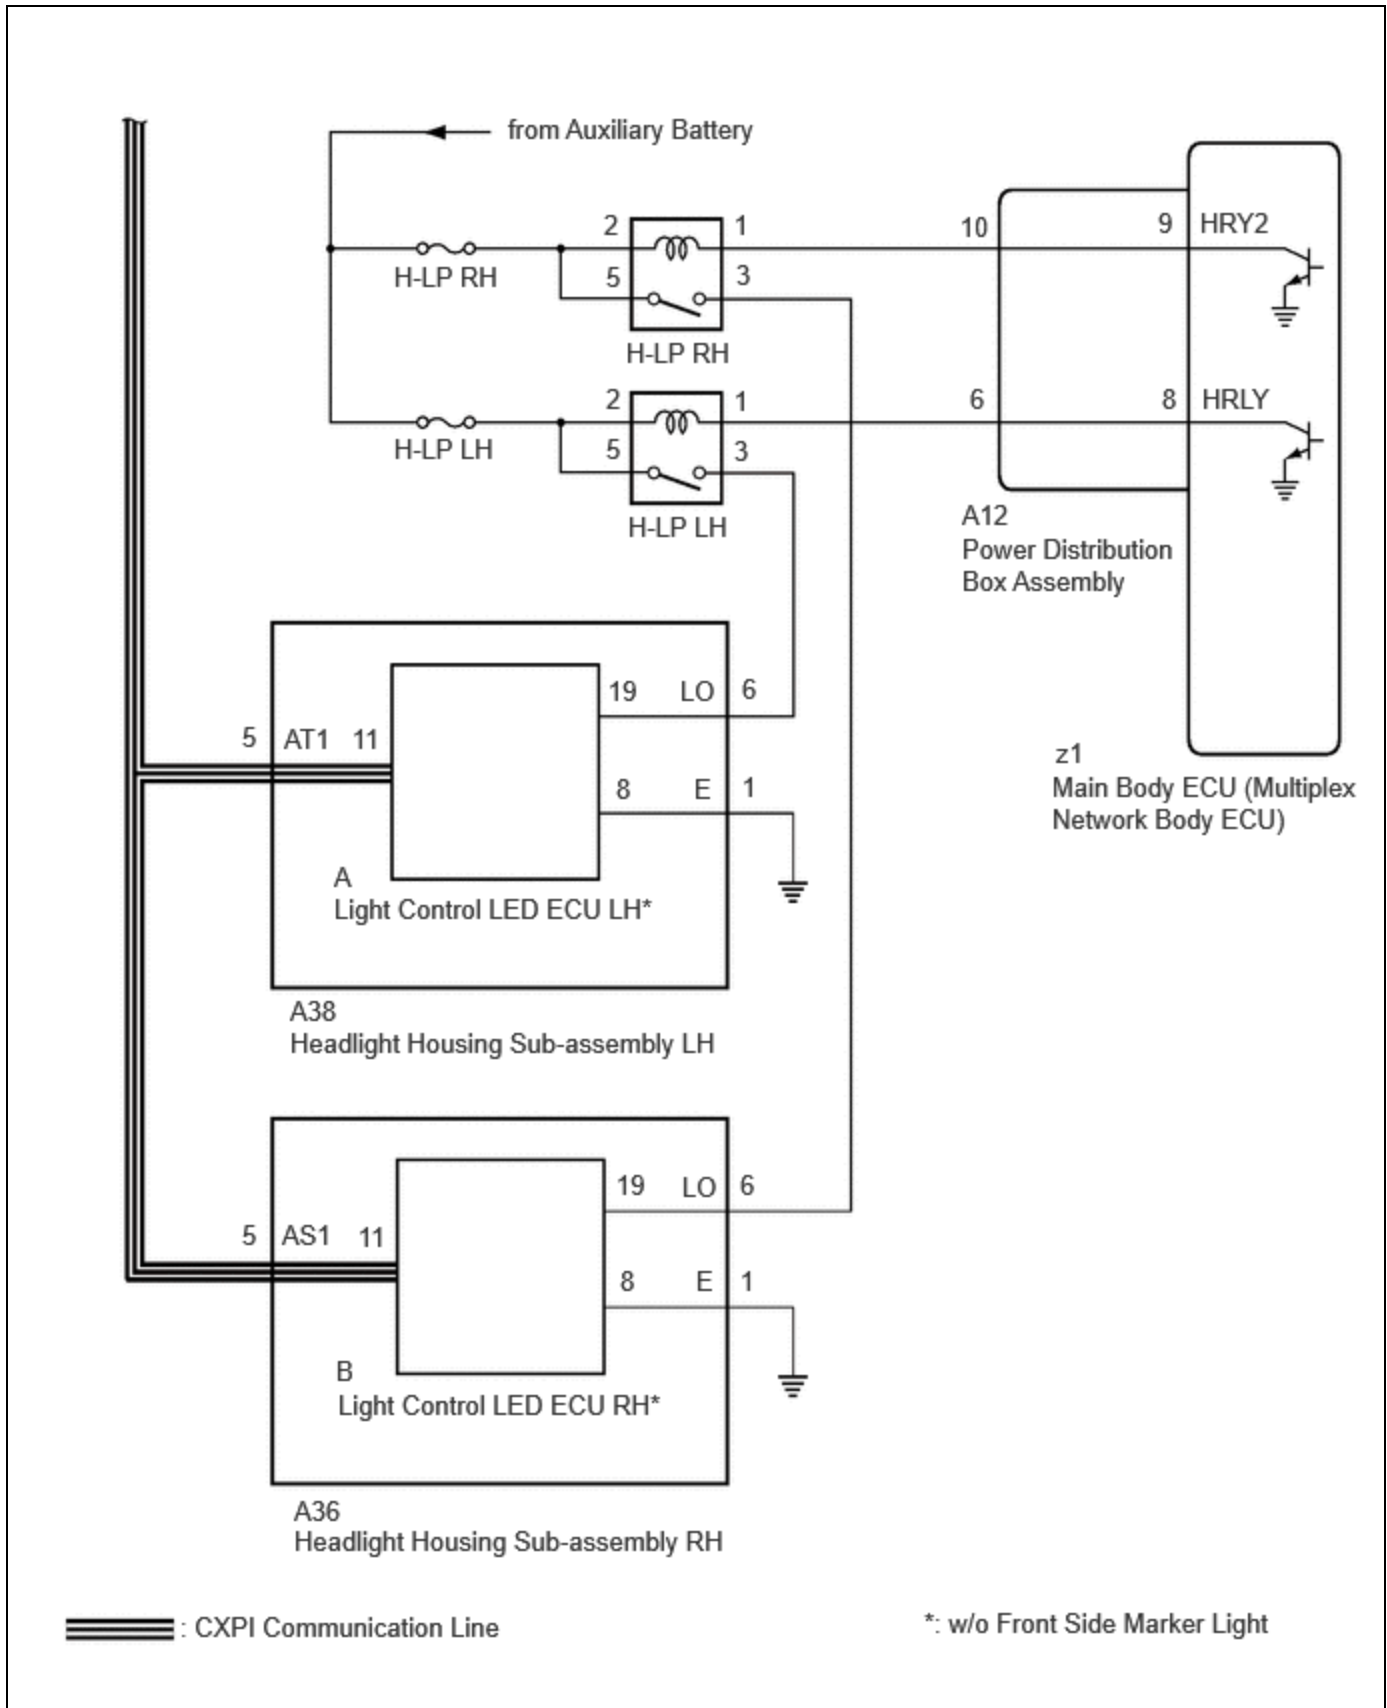 from Auxiliary Battery
2
1
10
9
HRY2
H-LP RH
5
3
H-LP RH
2
1
6
8
HRLY
H-LP LH
5
3
H-LP LH
A12
Power Distribution
Box Assembly
19
LO
6
5
AT1
11
z1
Main Body ECU (Multiplex
Network Body ECU)
8
E
1
A
Light Control LED ECU LH*
A38
Headlight Housing Sub-assembly LH
19
LO
6
5
AS1
11
8
E
1
B
Light Control LED ECU RH*
A36
Headlight Housing Sub-assembly RH
: CXPI Communication Line
*: w/o Front Side Marker Light